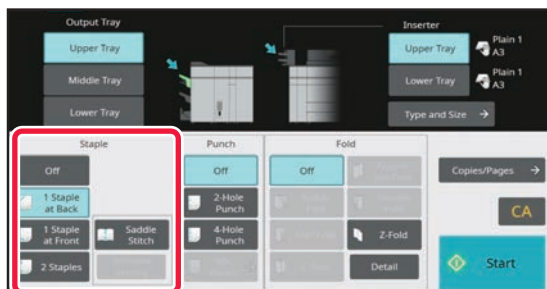 Output Tray
Upper Tray
Middle Tray
Lower Tray
Inserter
Upper Tray
Plain 1
A3
Lower Tray
Plain 1
A3
Type and Size
Staple
Off
1 Staple
at Back
1 Staple
at Front
Saddle
Stitch
2 Staples
Punch
Off
2-Hole
Punch
4-Hole
Punch
Fold
Off
Z-Fold
Detail
Copies/Pages
CA
Start